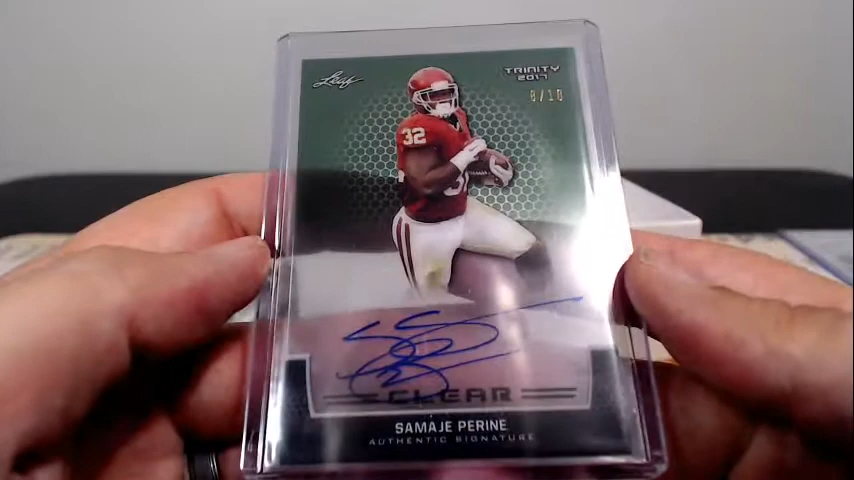 Leaf
TRINITY
2017
8/10
32
CLEAR
SAMAJE PERINE
AUTHENTIC SIGNATURE